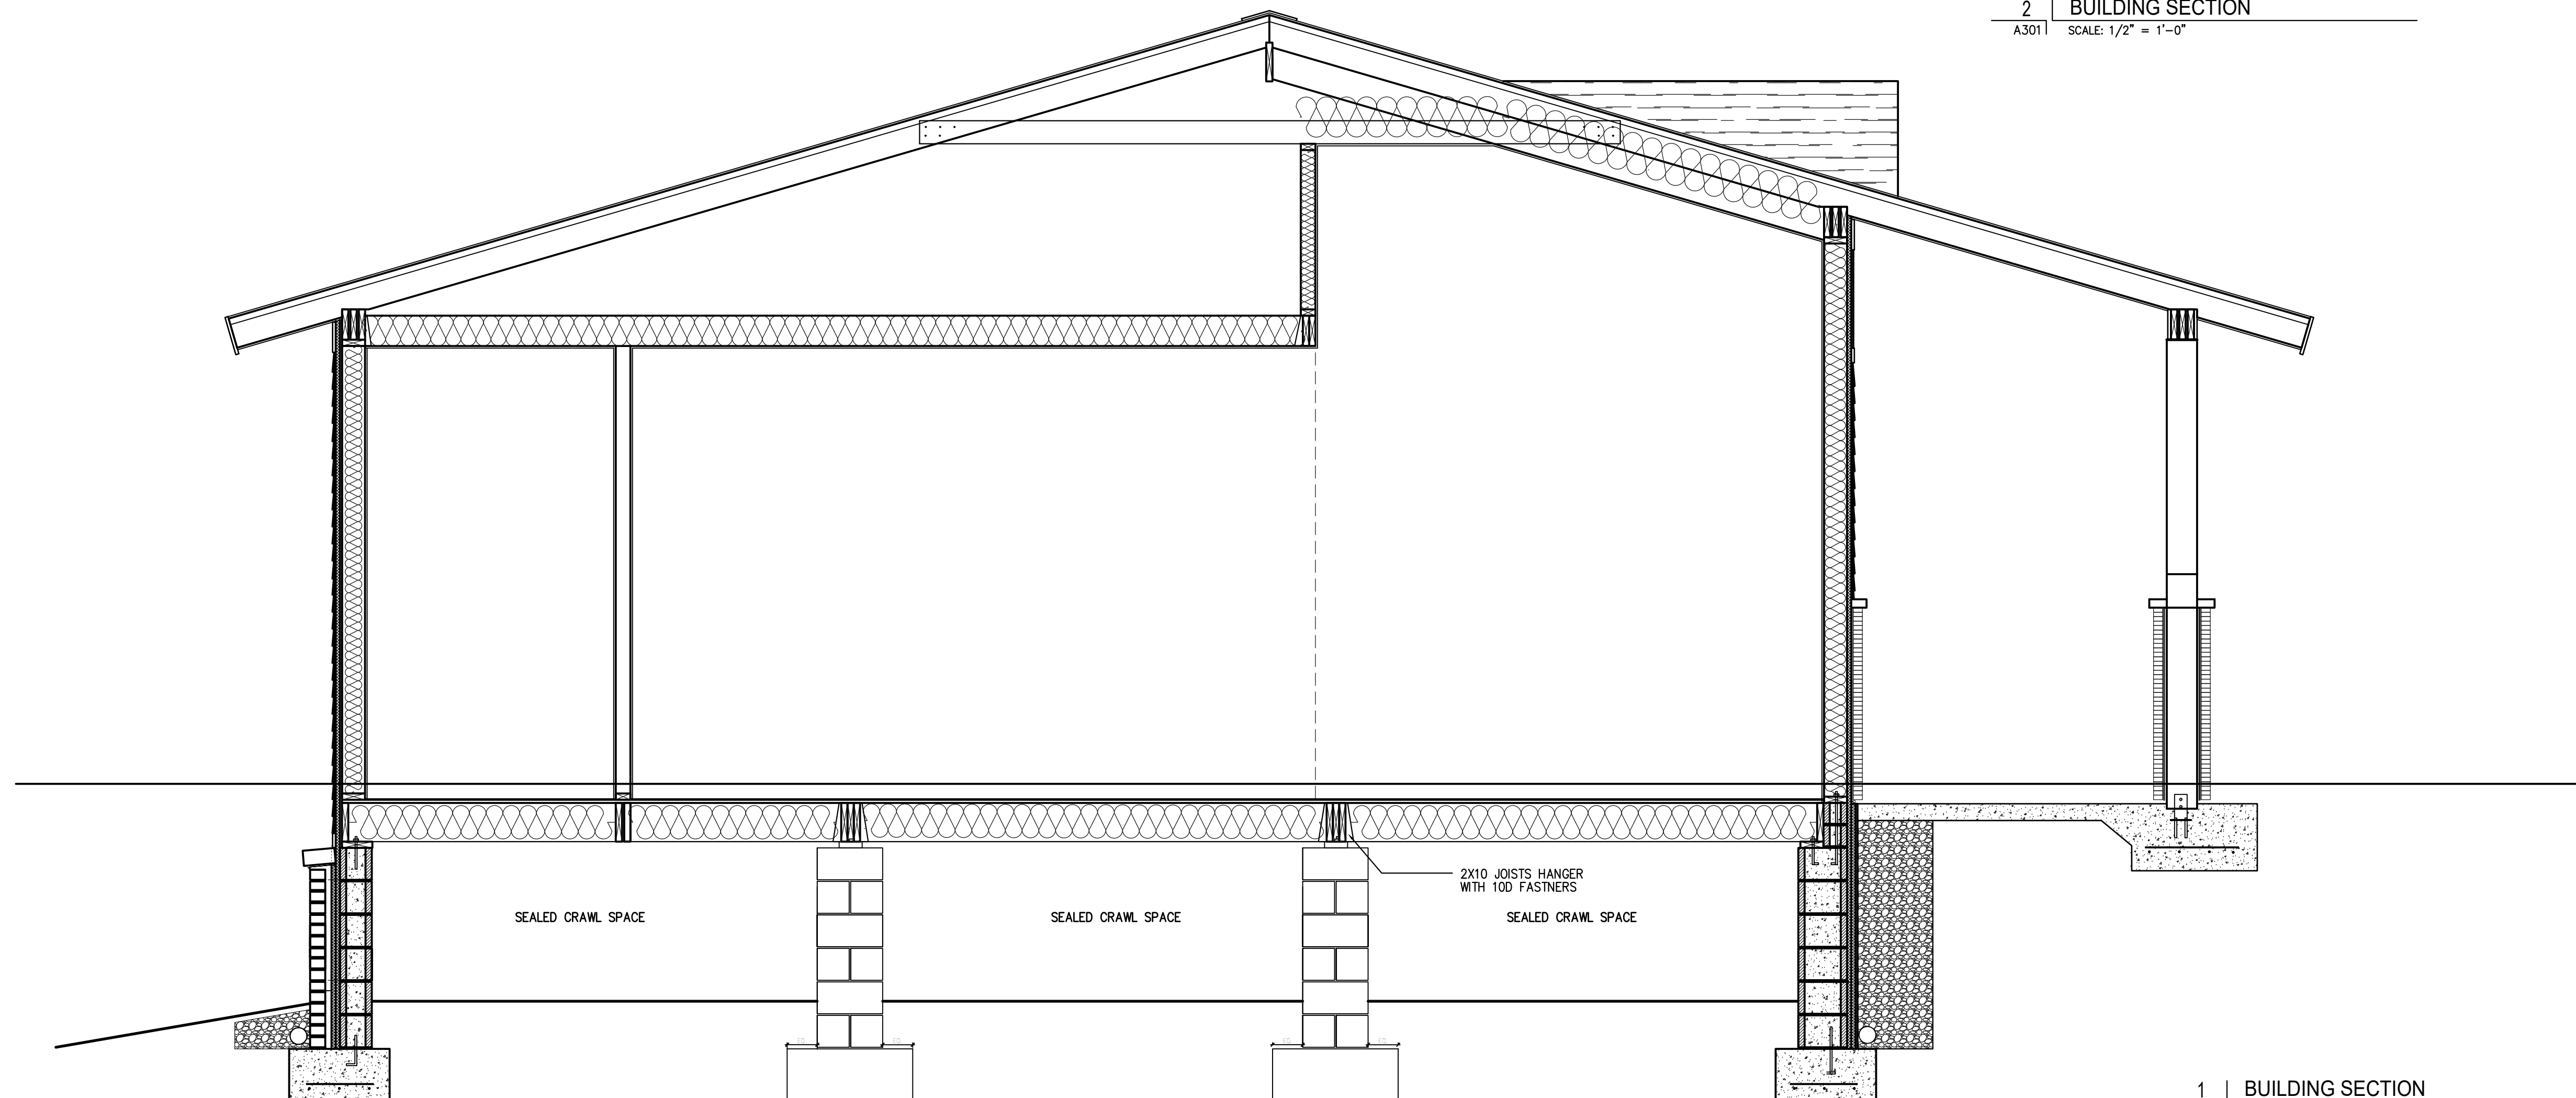 2 BUILDING SECTION
A301 SCALE: 1/2" = 1'-0"
2X10 JOISTS HANGER
WITH 10D FASTNERS
SEALED CRAWL SPACE
SEALED CRAWL SPACE
SEALED CRAWL SPACE
1 BUILDING SECTION